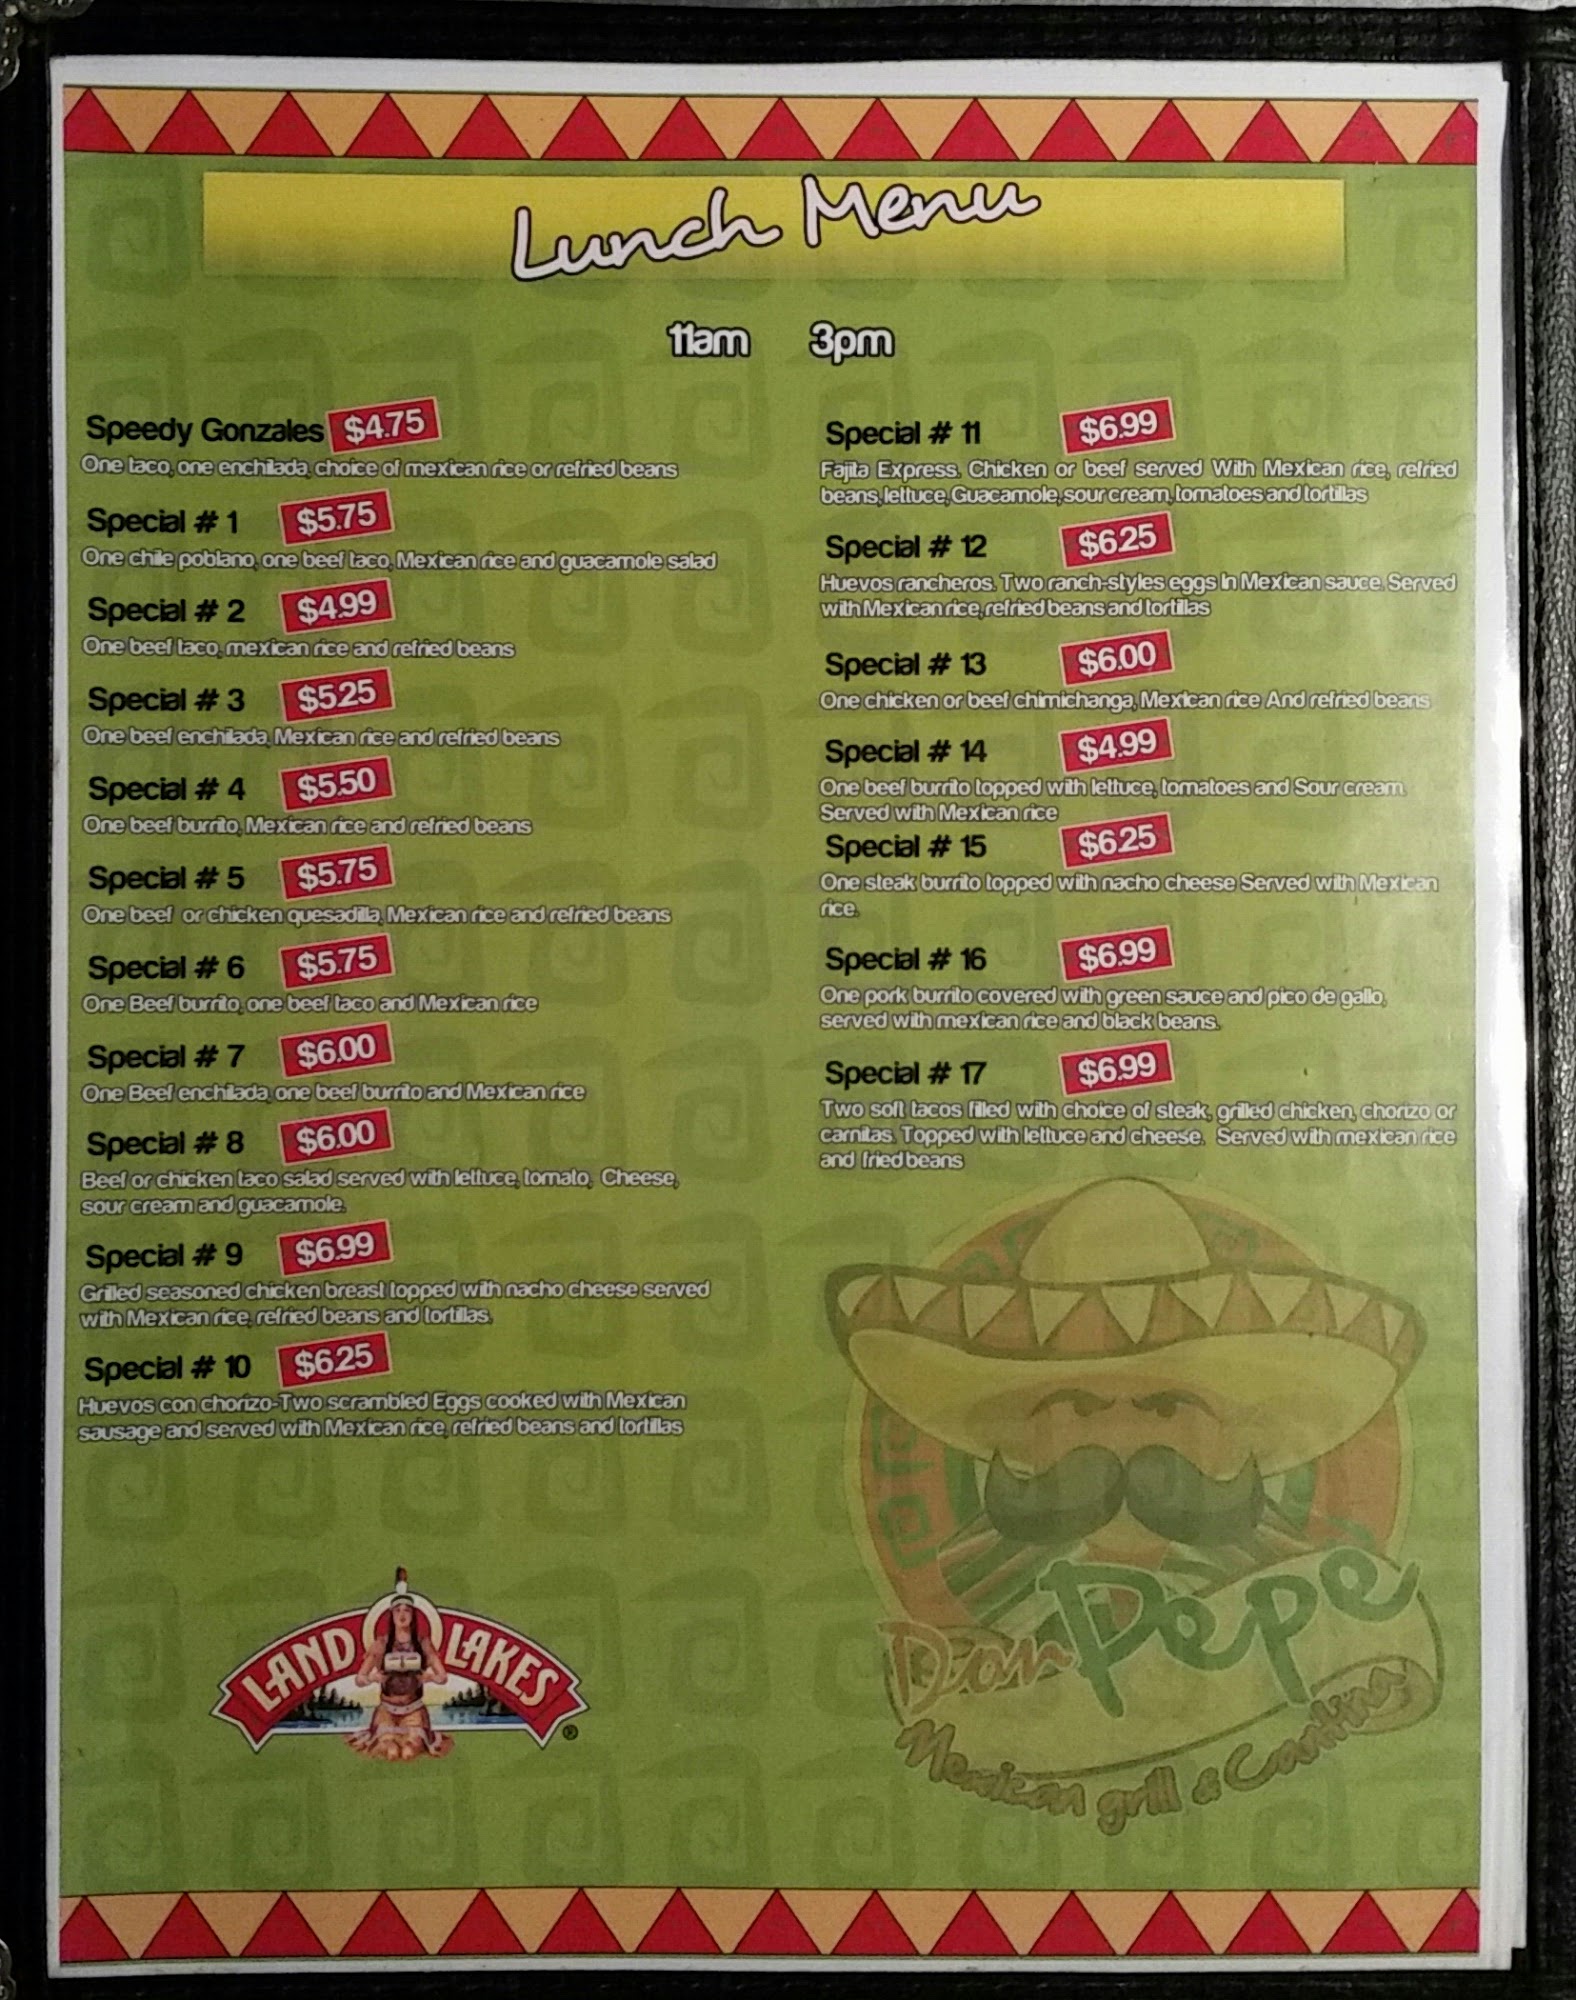 Lunch Menu
11am 3pm
Speedy Gonzales $4.75
One taco, one enchilada, choice of mexican rice or refried beans
Special # 1 $5.75
One chile poblano, one beef taco, Mexican rice and guacamole salad
Special # 2 $4.99
One beef taco, mexican rice and refried beans
Special # 3 $5.25
One beef enchilada, Mexican rice and refried beans
Special # 4 $5.50
One beef burrito, Mexican rice and refried beans
Special # 5 $5.75
One beef or chicken quesadilla, Mexican rice and refried beans
Special # 6 $5.75
One Beef burrito, one beef taco and Mexican rice
Special # 7 $6.00
One Beef enchilada, one beef burrito and Mexican rice
Special # 8 $6.00
Beef or chicken taco salad served with lettuce, tomato, Cheese,
sour cream and guacamole.
Special # 9 $6.99
Grilled seasoned chicken breast topped with nacho cheese served
with Mexican rice, refried beans and tortillas.
Special # 10 $6.25
Huevos con chorizo-Two scrambled Eggs cooked with Mexican
sausage and served with Mexican rice, refried beans and tortillas
Special # 11 $6.99
Fajita Express. Chicken or beef served With Mexican rice, refried
beans, lettuce, Guacamole, sour cream, tomatoes and tortillas
Special # 12 $6.25
Huevos rancheros. Two ranch-styles eggs In Mexican sauce. Served
with Mexican rice, refried beans and tortillas
Special # 13 $6.00
One chicken or beef chimichanga, Mexican rice And refried beans
Special # 14 $4.99
One beef burrito topped with lettuce, tomatoes and Sour cream.
Served with Mexican rice
Special # 15 $6.25
One steak burrito topped with nacho cheese Served with Mexican
rice.
Special # 16 $6.99
One pork burrito covered with green sauce and pico de gallo,
served with mexican rice and black beans.
Special # 17 $6.99
Two soft tacos filled with choice of steak, grilled chicken, chorizo or
carnitas. Topped with lettuce and cheese. Served with mexican rice
and fried beans
LAND O LAKES ®
Don Pepe
Mexican grill & Cantina